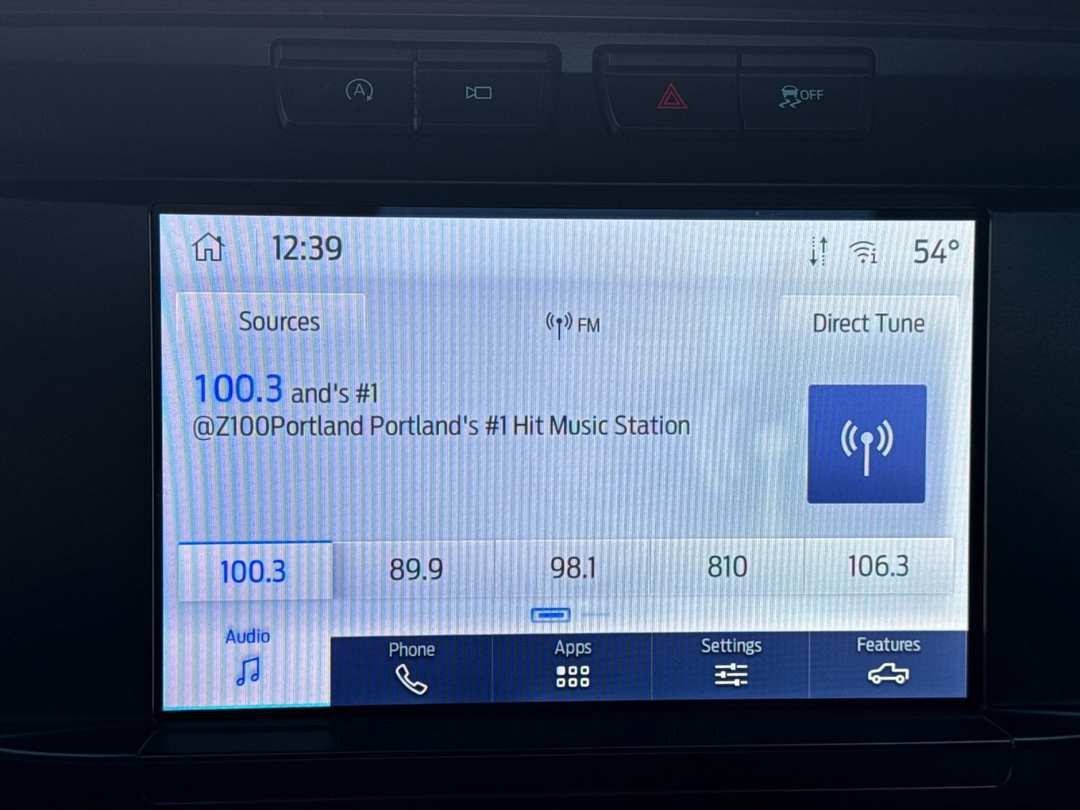 A
OFF
12:39
54°
Sources
FM
Direct Tune
100.3 and's #1
@Z100Portland Portland's #1 Hit Music Station
100.3
89.9
98.1
810
106.3
Audio
Phone
Apps
Settings
Features